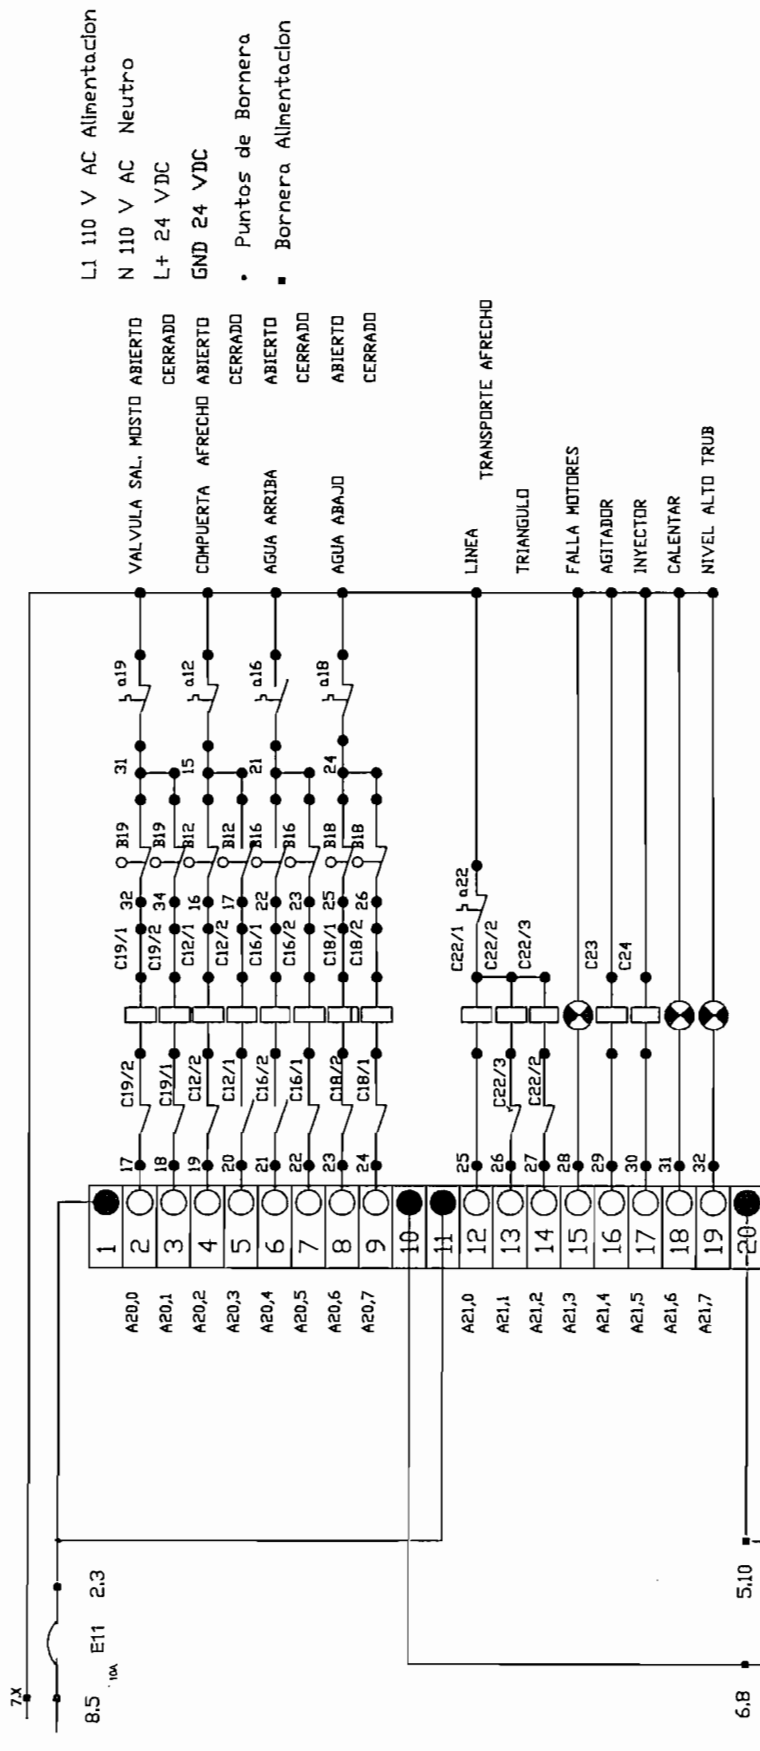 L1 110 V AC Alimentacion
N 110 V AC Neutro
L+ 24 VDC
GND 24 VDC
• Puntos de Bornera
▪ Bornera Alimentacion
VALVULA SAL. MOSTO ABIERTO
CERRADO
COMPUERTA AFRECHO ABIERTO
CERRADO
AGUA ARRIBA ABIERTO
CERRADO
AGUA ABAJO ABIERTO
CERRADO
LINEA
TRANSPORTE AFRECHO
TRIANGULO
FALLA MOTORES
AGITADOR
INYECTOR
CALENTAR
NIVEL ALTO TRUB
a19
a12
a16
a18
31
15
21
24
B19
B19
B12
B12
B16
B16
B18
B18
32
34
16
17
22
23
25
26
C19/1
C19/2
C12/1
C12/2
C16/1
C16/2
C18/1
C18/2
a22
C22/1
C22/2
C22/3
C23
C24
C19/2
C19/1
C12/2
C12/1
C16/2
C16/1
C18/2
C18/1
C22/3
C22/2
17
18
19
20
21
22
23
24
25
26
27
28
29
30
31
32
1
2
3
4
5
6
7
8
9
10
11
12
13
14
15
16
17
18
19
20
A20,0
A20,1
A20,2
A20,3
A20,4
A20,5
A20,6
A20,7
A21,0
A21,1
A21,2
A21,3
A21,4
A21,5
A21,6
A21,7
7.X
8.5
10A
E11
2.3
5.10
6.8